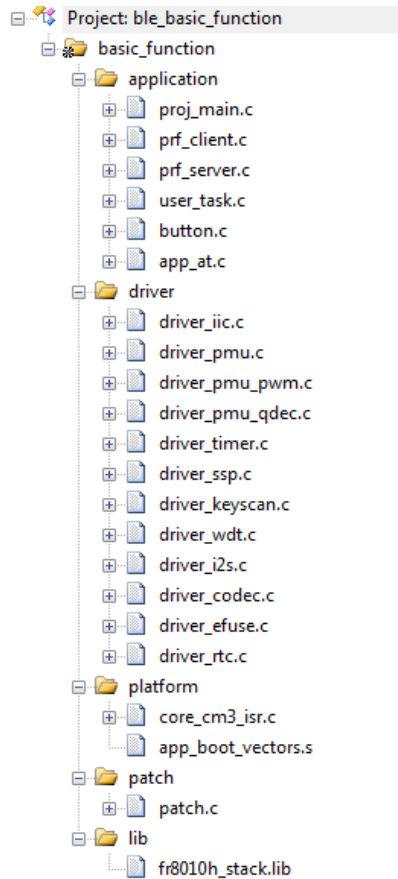 Project: ble_basic_function
basic_function
application
proj_main.c
prf_client.c
prf_server.c
user_task.c
button.c
app_at.c
driver
driver_iic.c
driver_pmu.c
driver_pmu_pwm.c
driver_pmu_qdec.c
driver_timer.c
driver_ssp.c
driver_keyscan.c
driver_wdt.c
driver_i2s.c
driver_codec.c
driver_efuse.c
driver_rtc.c
platform
core_cm3_isr.c
app_boot_vectors.s
patch
patch.c
lib
fr8010h_stack.lib